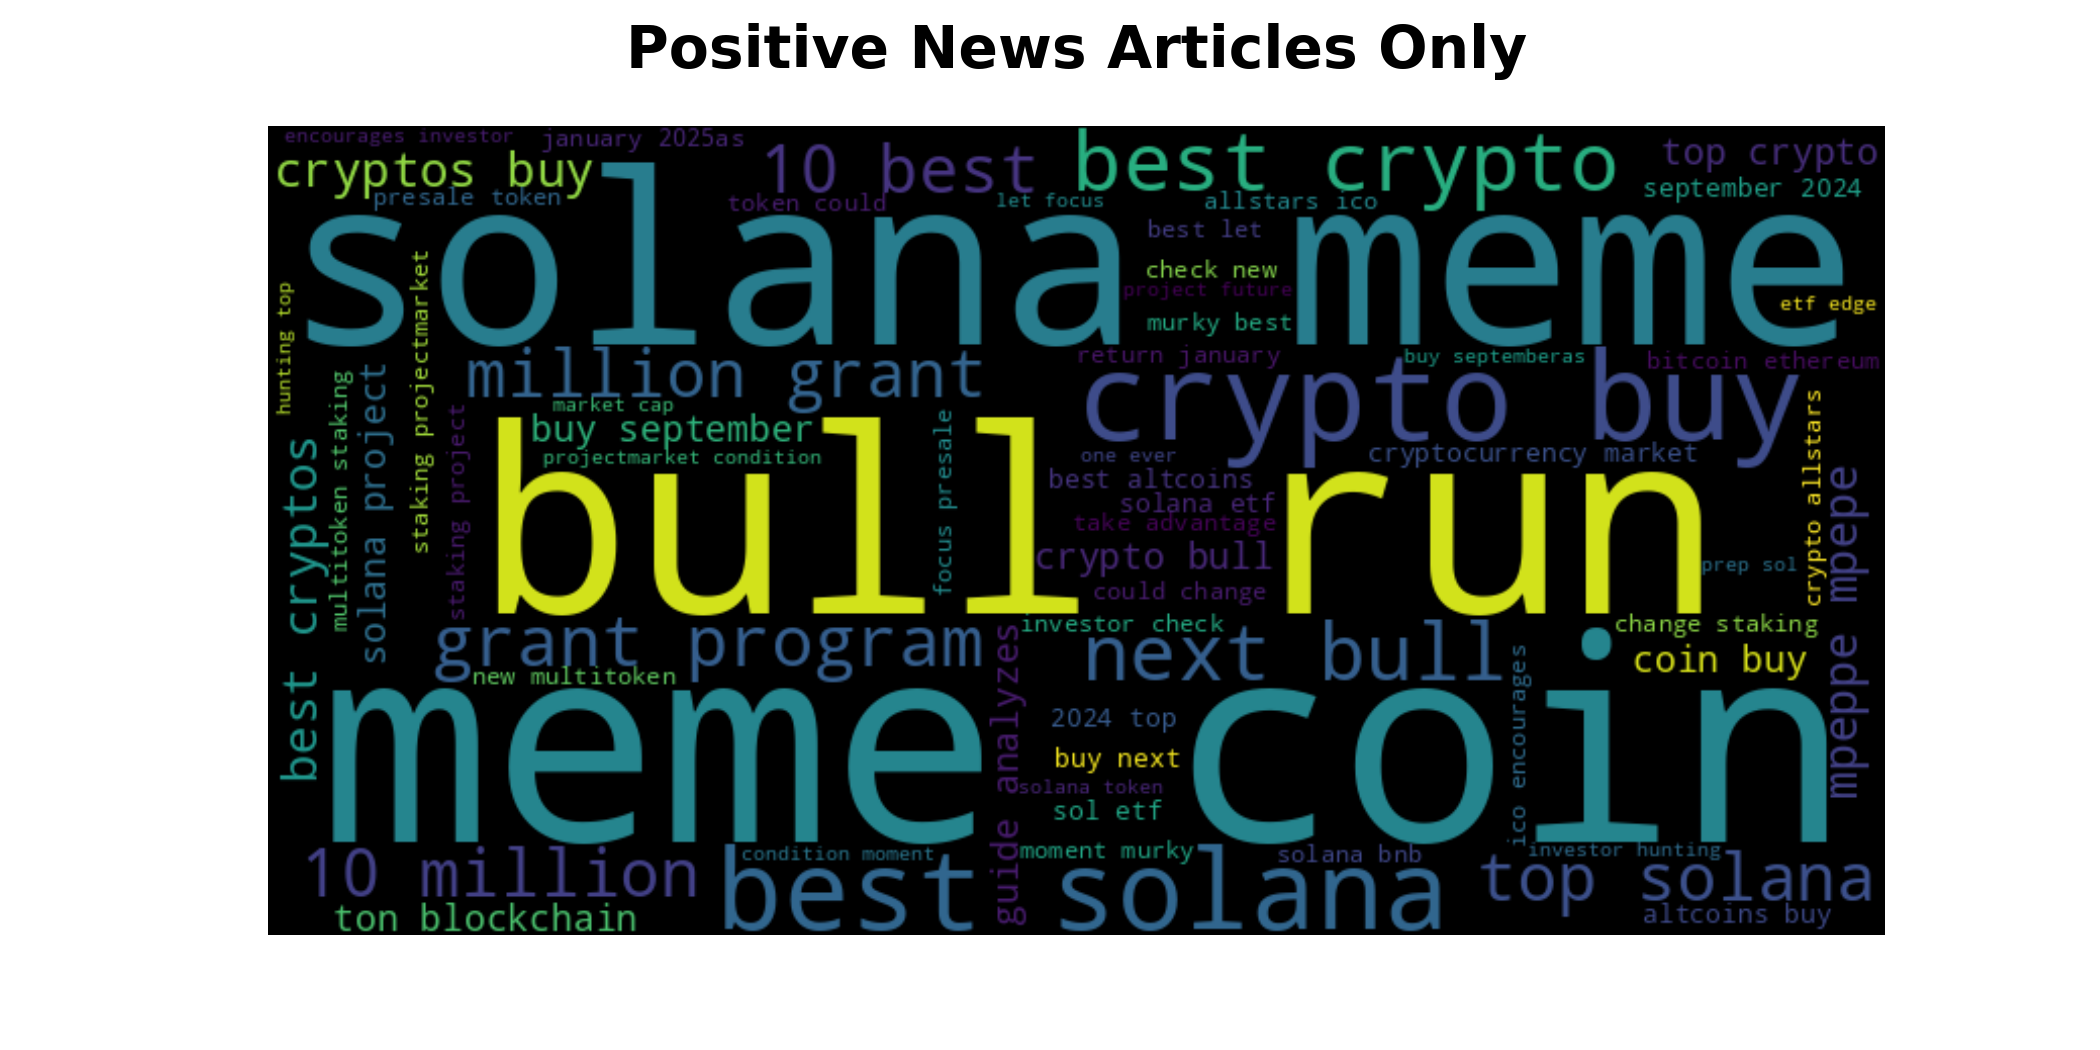 Positive News Articles Only
encourages investor
january 2025as
cryptos buy
10 best
best crypto
top crypto
presale token
token could
let focus
allstars ico
september 2024
solana meme
best let
check new
project future
murky best
etf edge
hunting top
staking projectmarket
million grant
return january
buy septemberas
bitcoin ethereum
crypto buy
market cap
buy september
projectmarket condition
multitoken staking
solana project
staking project
focus presale
best cryptos
bull run
one ever
cryptocurrency market
best altcoins
solana etf
take advantage
crypto bull
could change
prep sol
crypto allstars
mpeppe mpepe
grant program
investor check
next bull
change staking
coin buy
new multitoken
guide analyzes
ico encourages
meme coin
2024 top
buy next
solana token
sol etf
10 million
condition moment
moment murky
solana bnb
investor hunting
ton blockchain
best solana
top solana
altcoins buy